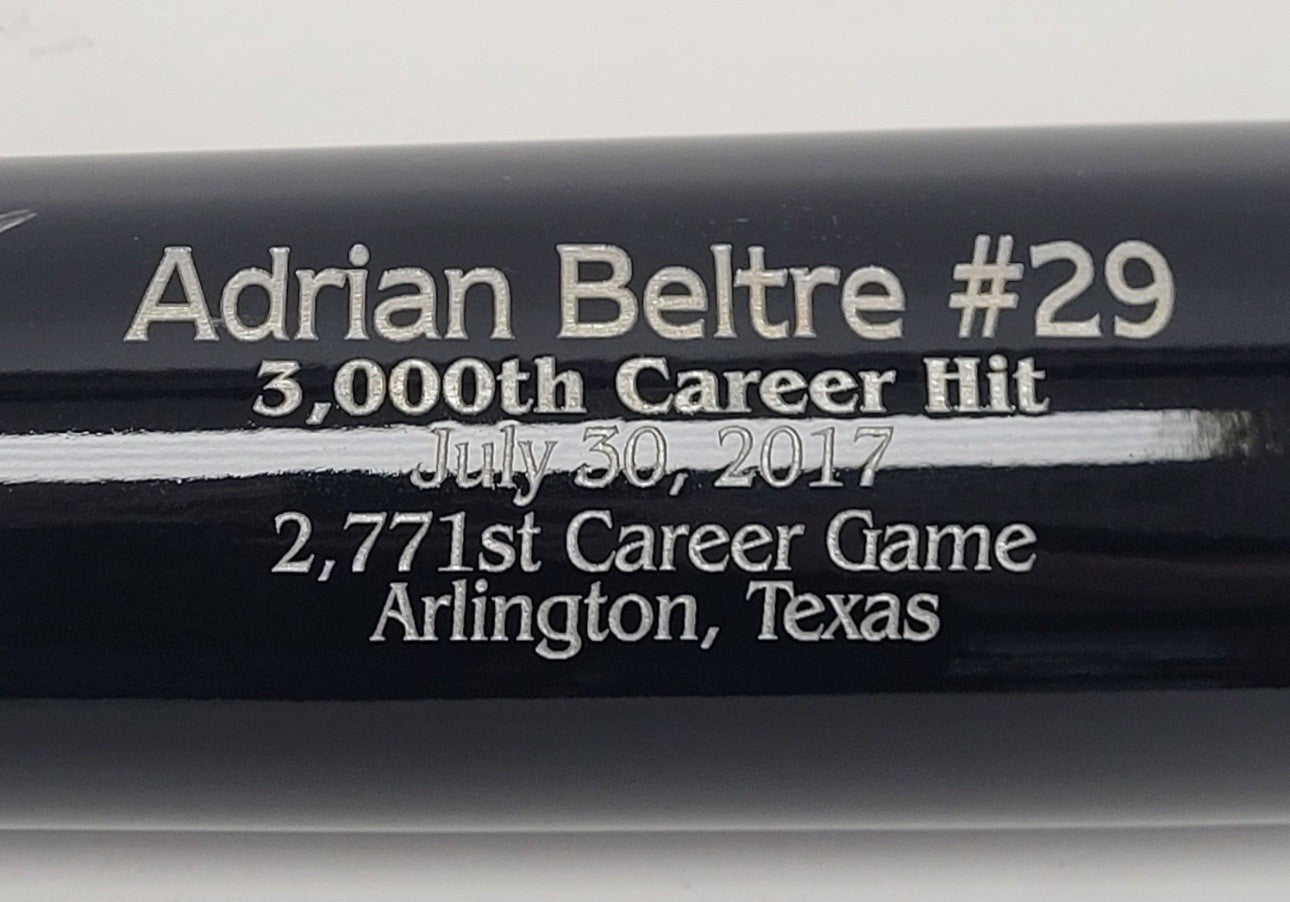 Adrian Beltre #29
3,000th Career Hit
July 30, 2017
2,771st Career Game
Arlington, Texas